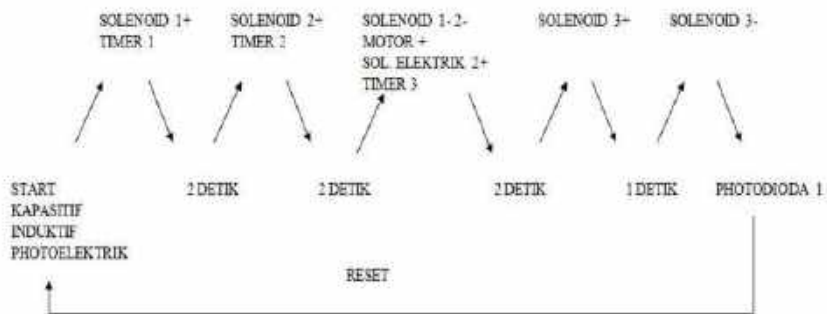 SOLENOID 1+
TIMER 1
SOLENOID 2+
TIMER 2
SOLENOID 1- 2-
MOTOR +
SOL. ELEKTRIK 2+
TIMER 3
SOLENOID 3+
SOLENOID 3-
START
KAPASITIF
INDUKTIF
PHOTOELEKTRIK
2 DETIK
2 DETIK
2 DETIK
1 DETIK
PHOTODIODA 1
RESET